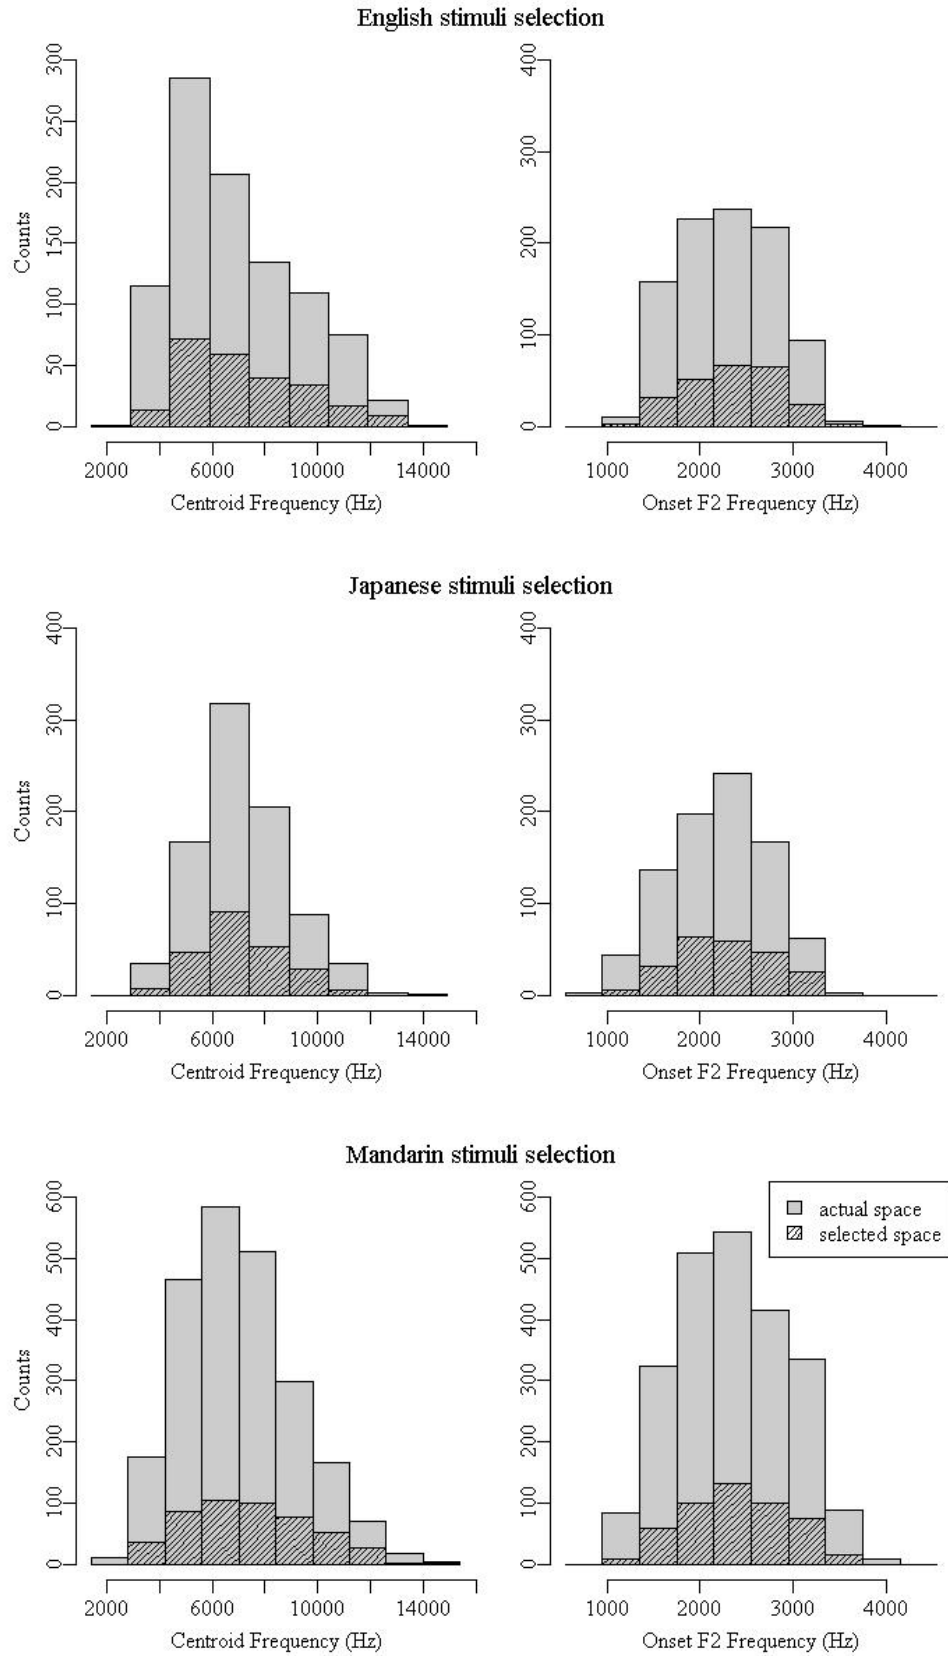 English stimuli selection
300
250
200
150
100
50
0
Counts
2000 6000 10000 14000
Centroid Frequency (Hz)
400
300
200
100
0
1000 2000 3000 4000
Onset F2 Frequency (Hz)
Japanese stimuli selection
400
300
200
100
0
Counts
2000 6000 10000 14000
Centroid Frequency (Hz)
400
300
200
100
0
1000 2000 3000 4000
Onset F2 Frequency (Hz)
Mandarin stimuli selection
600
500
400
300
200
100
0
Counts
2000 6000 10000 14000
Centroid Frequency (Hz)
600
500
400
300
200
100
0
actual space
selected space
1000 2000 3000 4000
Onset F2 Frequency (Hz)